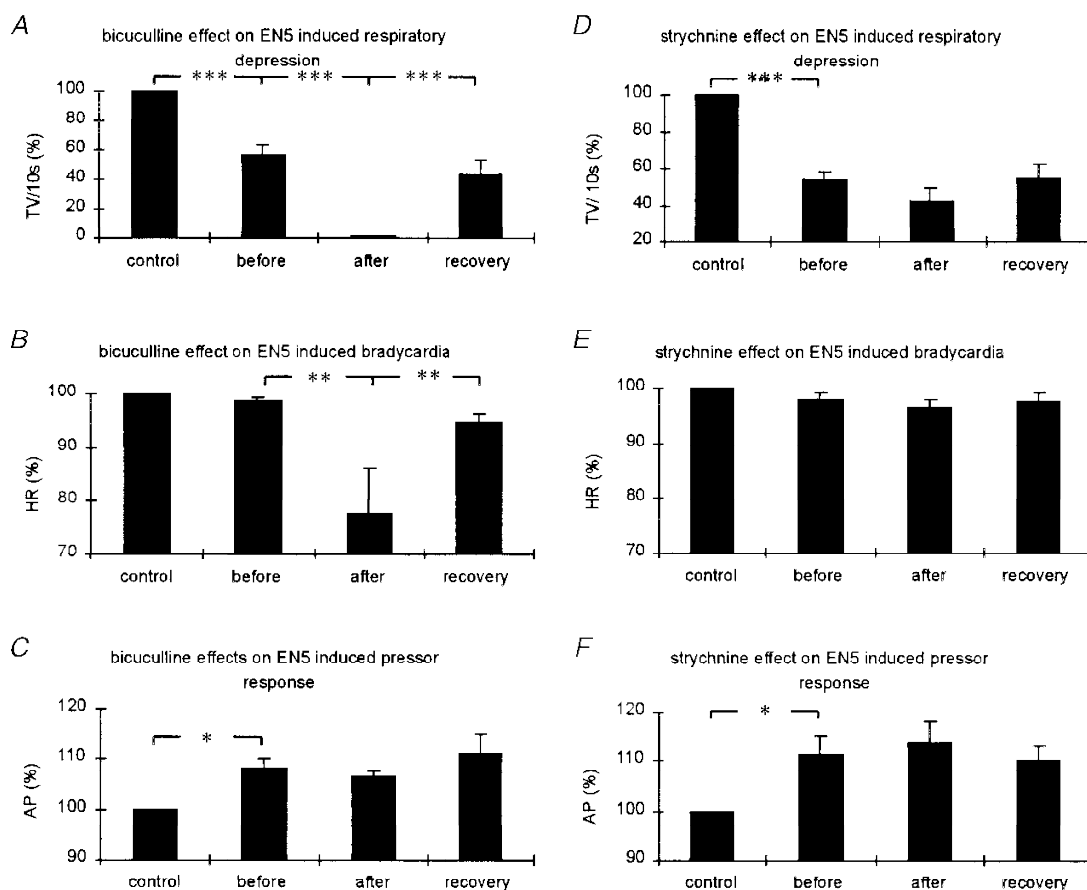 A
bicuculline effect on EN5 induced respiratory
depression
*** *** ***
100
80
60
40
20
0
TV/10s (%)
control before after recovery
B
bicuculline effect on EN5 induced bradycardia
** **
100
90
80
70
HR (%)
control before after recovery
C
bicuculline effects on EN5 induced pressor
response
*
120
110
100
90
AP (%)
control before after recovery
D
strychnine effect on EN5 induced respiratory
depression
***
100
80
60
40
20
TV/ 10s (%)
control before after recovery
E
strychnine effect on EN5 induced bradycardia
100
90
80
70
HR (%)
control before after recovery
F
strychnine effect on EN5 induced pressor
response
*
120
110
100
90
AP (%)
control before after recovery